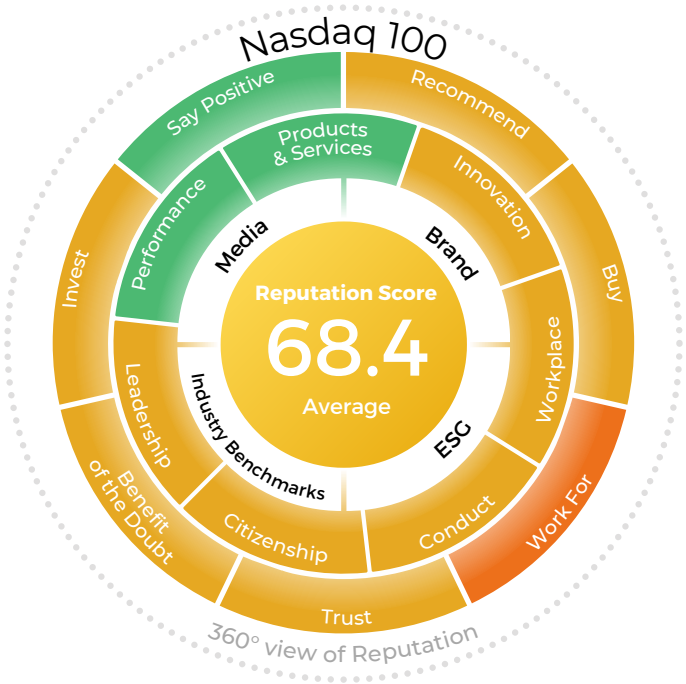 Nasdaq 100
Say Positive
Recommend
Buy
Work For
Trust
Benefit
of the Doubt
Invest
Products
& Services
Innovation
Workplace
Conduct
Citizenship
Leadership
Performance
Media
Brand
ESG
Industry Benchmarks
Reputation Score
68.4
Average
360° view of Reputation